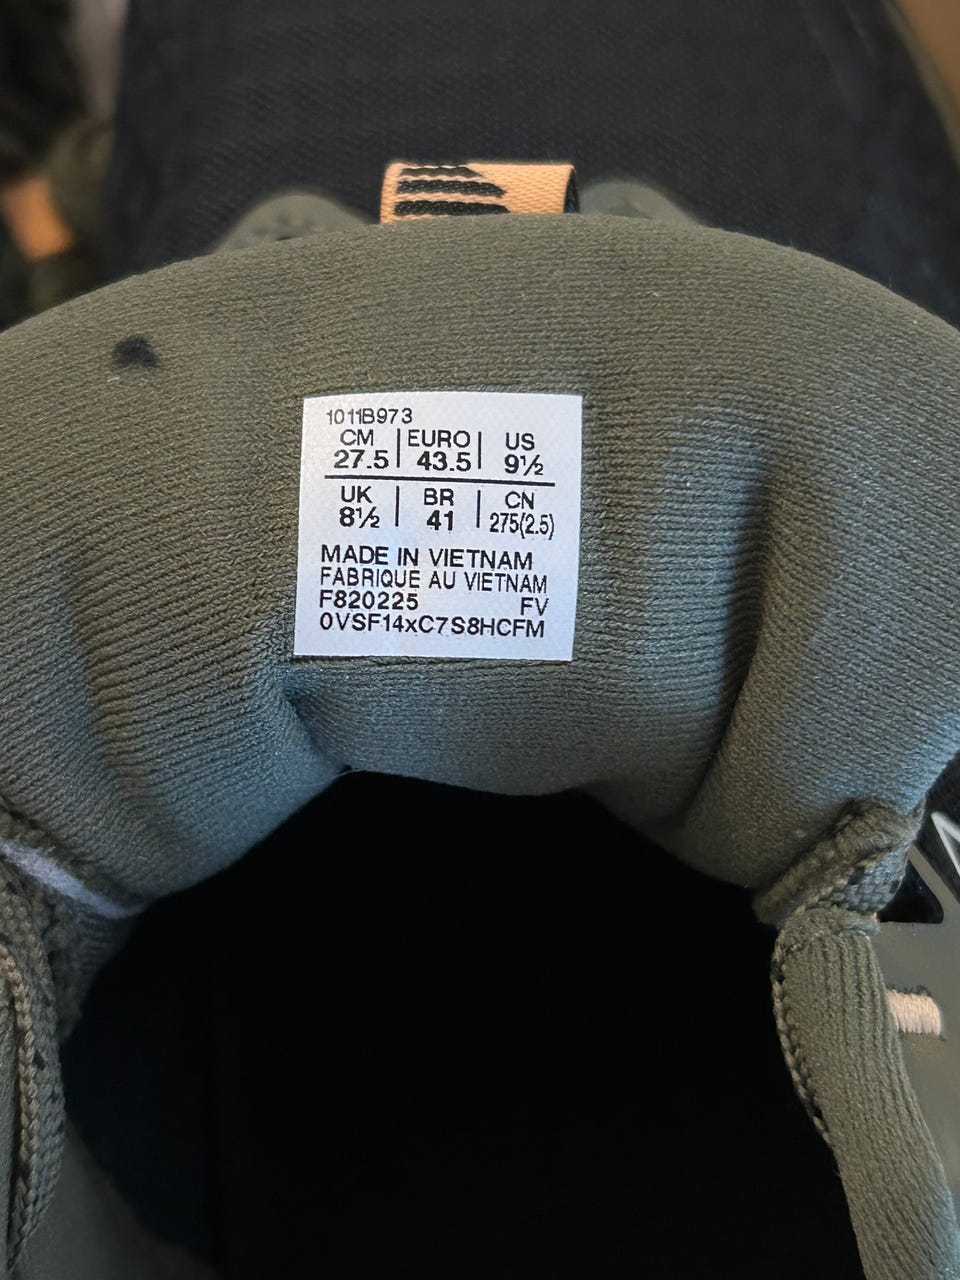 1011B973
CM | EURO | US
27.5 | 43.5 | 9½
UK | BR | CN
8½ | 41 | 275(2.5)
MADE IN VIETNAM
FABRIQUE AU VIETNAM
F820225 FV
0VSF14xC7S8HCFM